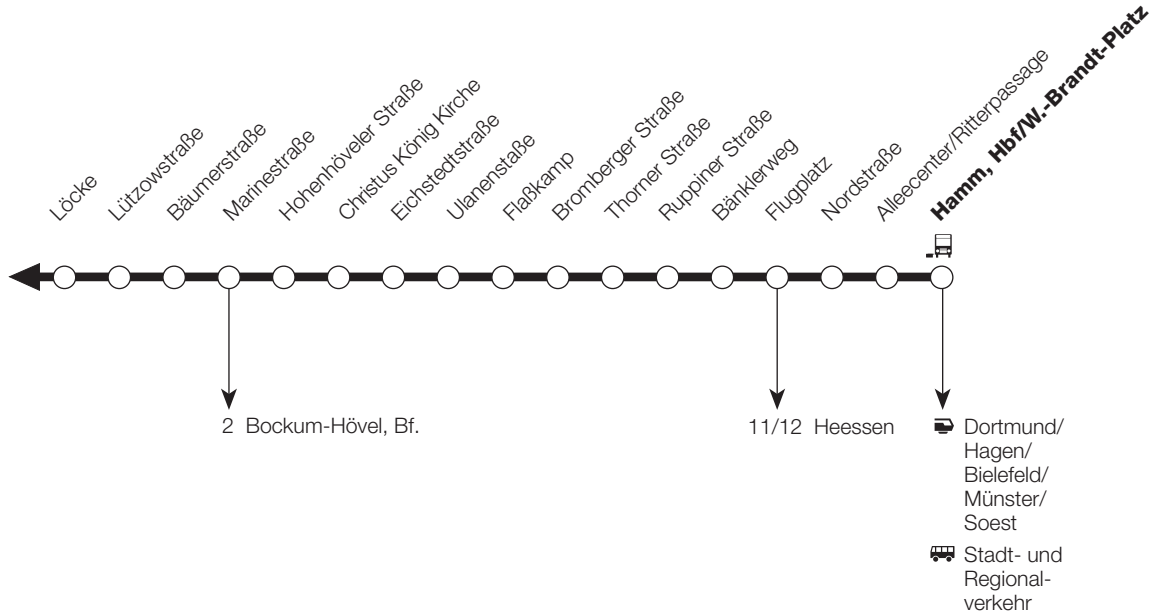 Löcke
Lützowstraße
Bäumerstraße
Marinestraße
Hohenhöveler Straße
Christus König Kirche
Eichstedtstraße
Ulanenstaße
Flaßkamp
Bromberger Straße
Thorner Straße
Ruppiner Straße
Bänklerweg
Flugplatz
Nordstraße
Alleecenter/Ritterpassage
Hamm, Hbf/W.-Brandt-Platz
2 Bockum-Hövel, Bf.
11/12 Heessen
Dortmund/
Hagen/
Bielefeld/
Münster/
Soest
Stadt- und
Regional-
verkehr